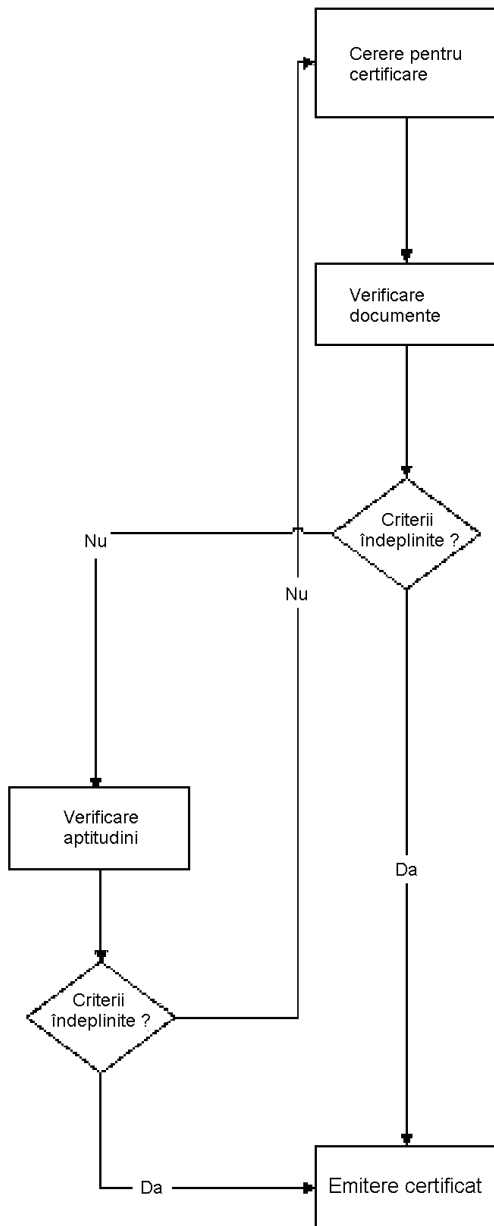 Cerere pentru
certificare
Verificare
documente
Criterii
îndeplinite ?
Nu
Nu
Verificare
aptitudini
Da
Criterii
îndeplinite ?
Da
Emitere certificat